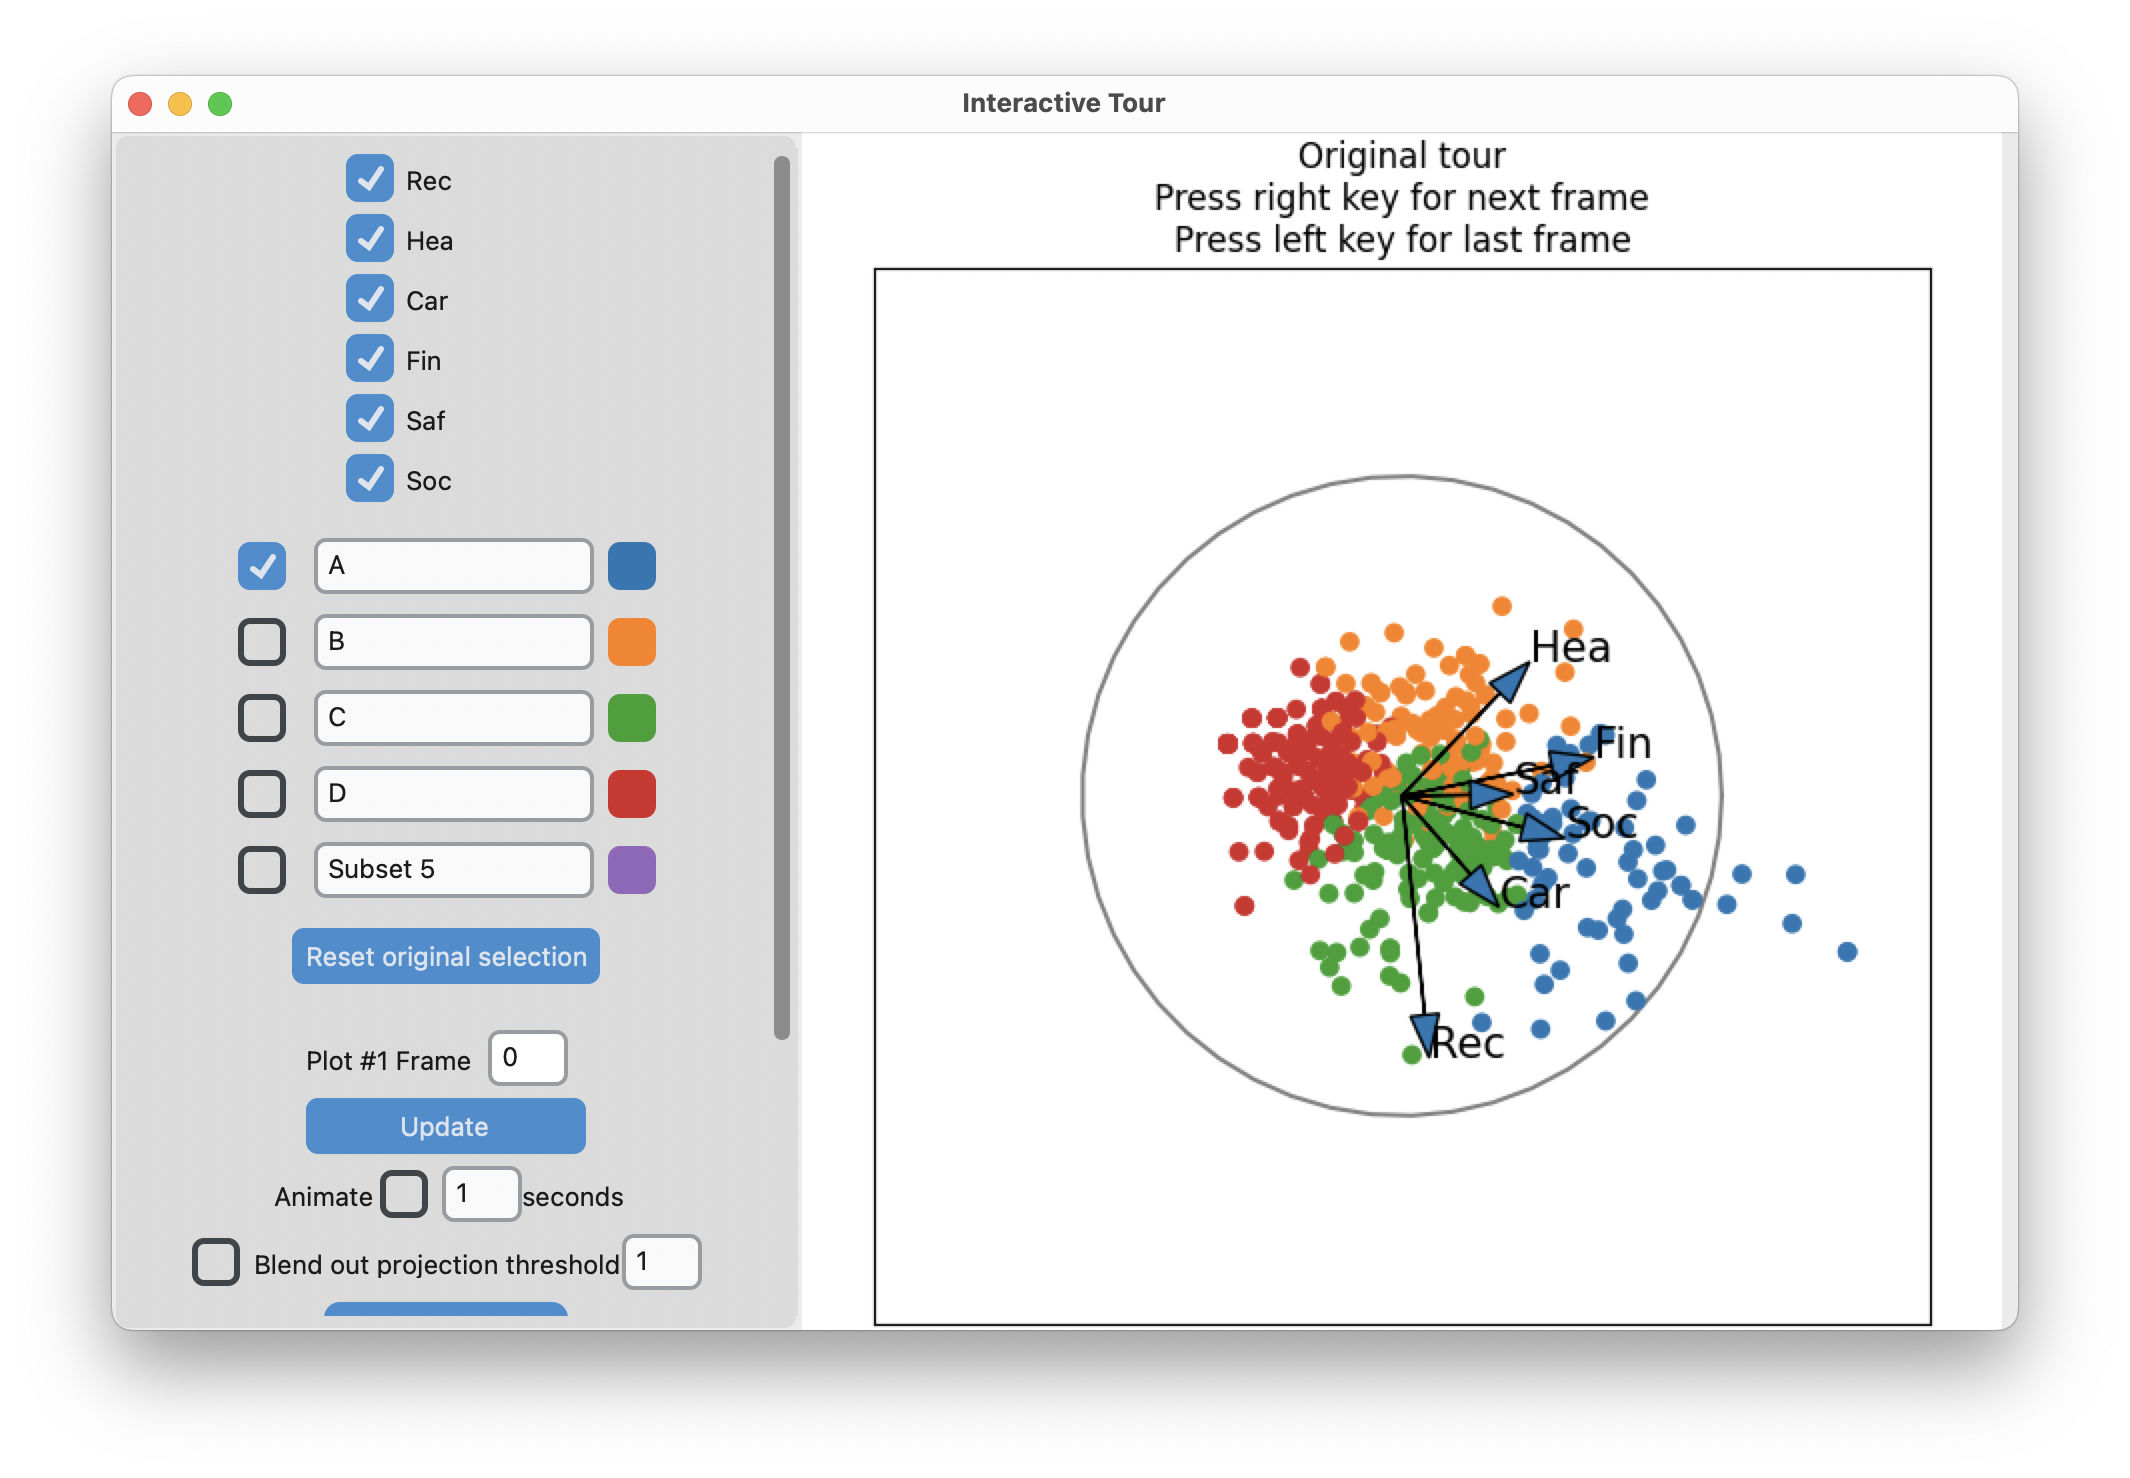 Interactive Tour
Rec
Hea
Car
Fin
Saf
Soc
A
B
C
D
Subset 5
Reset original selection
Plot #1 Frame 0
Update
Animate 1 seconds
Blend out projection threshold 1
Original tour
Press right key for next frame
Press left key for last frame
Hea
Fin
Saf
Soc
Car
Rec